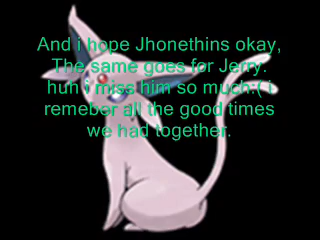 And i hope Jhonethins okay,
The same goes for Jerry.
huh i miss him so much:( i
remeber all the good times
we had together.